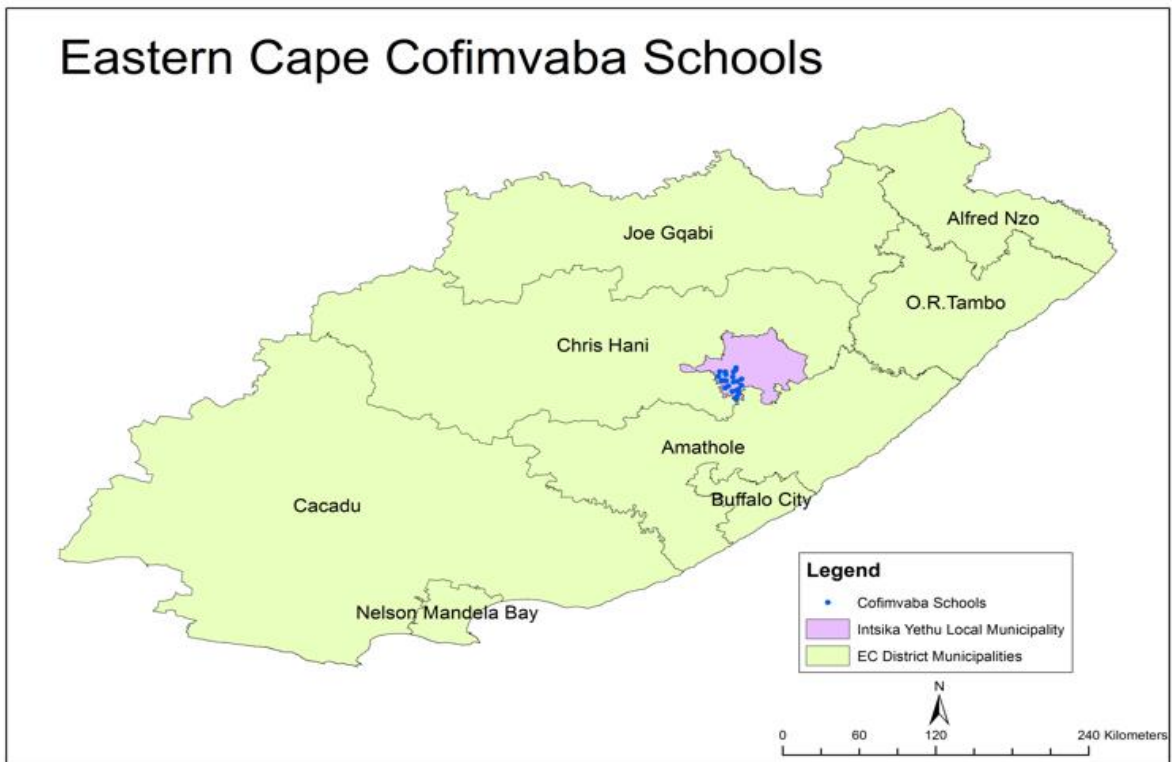 Eastern Cape Cofimvaba Schools
Alfred Nzo
Joe Gqabi
O.R.Tambo
Chris Hani
Amathole
Buffalo City
Cacadu
Nelson Mandela Bay
Legend
Cofimvaba Schools
Intsika Yethu Local Municipality
EC District Municipalities
N
0 60 120 240 Kilometers